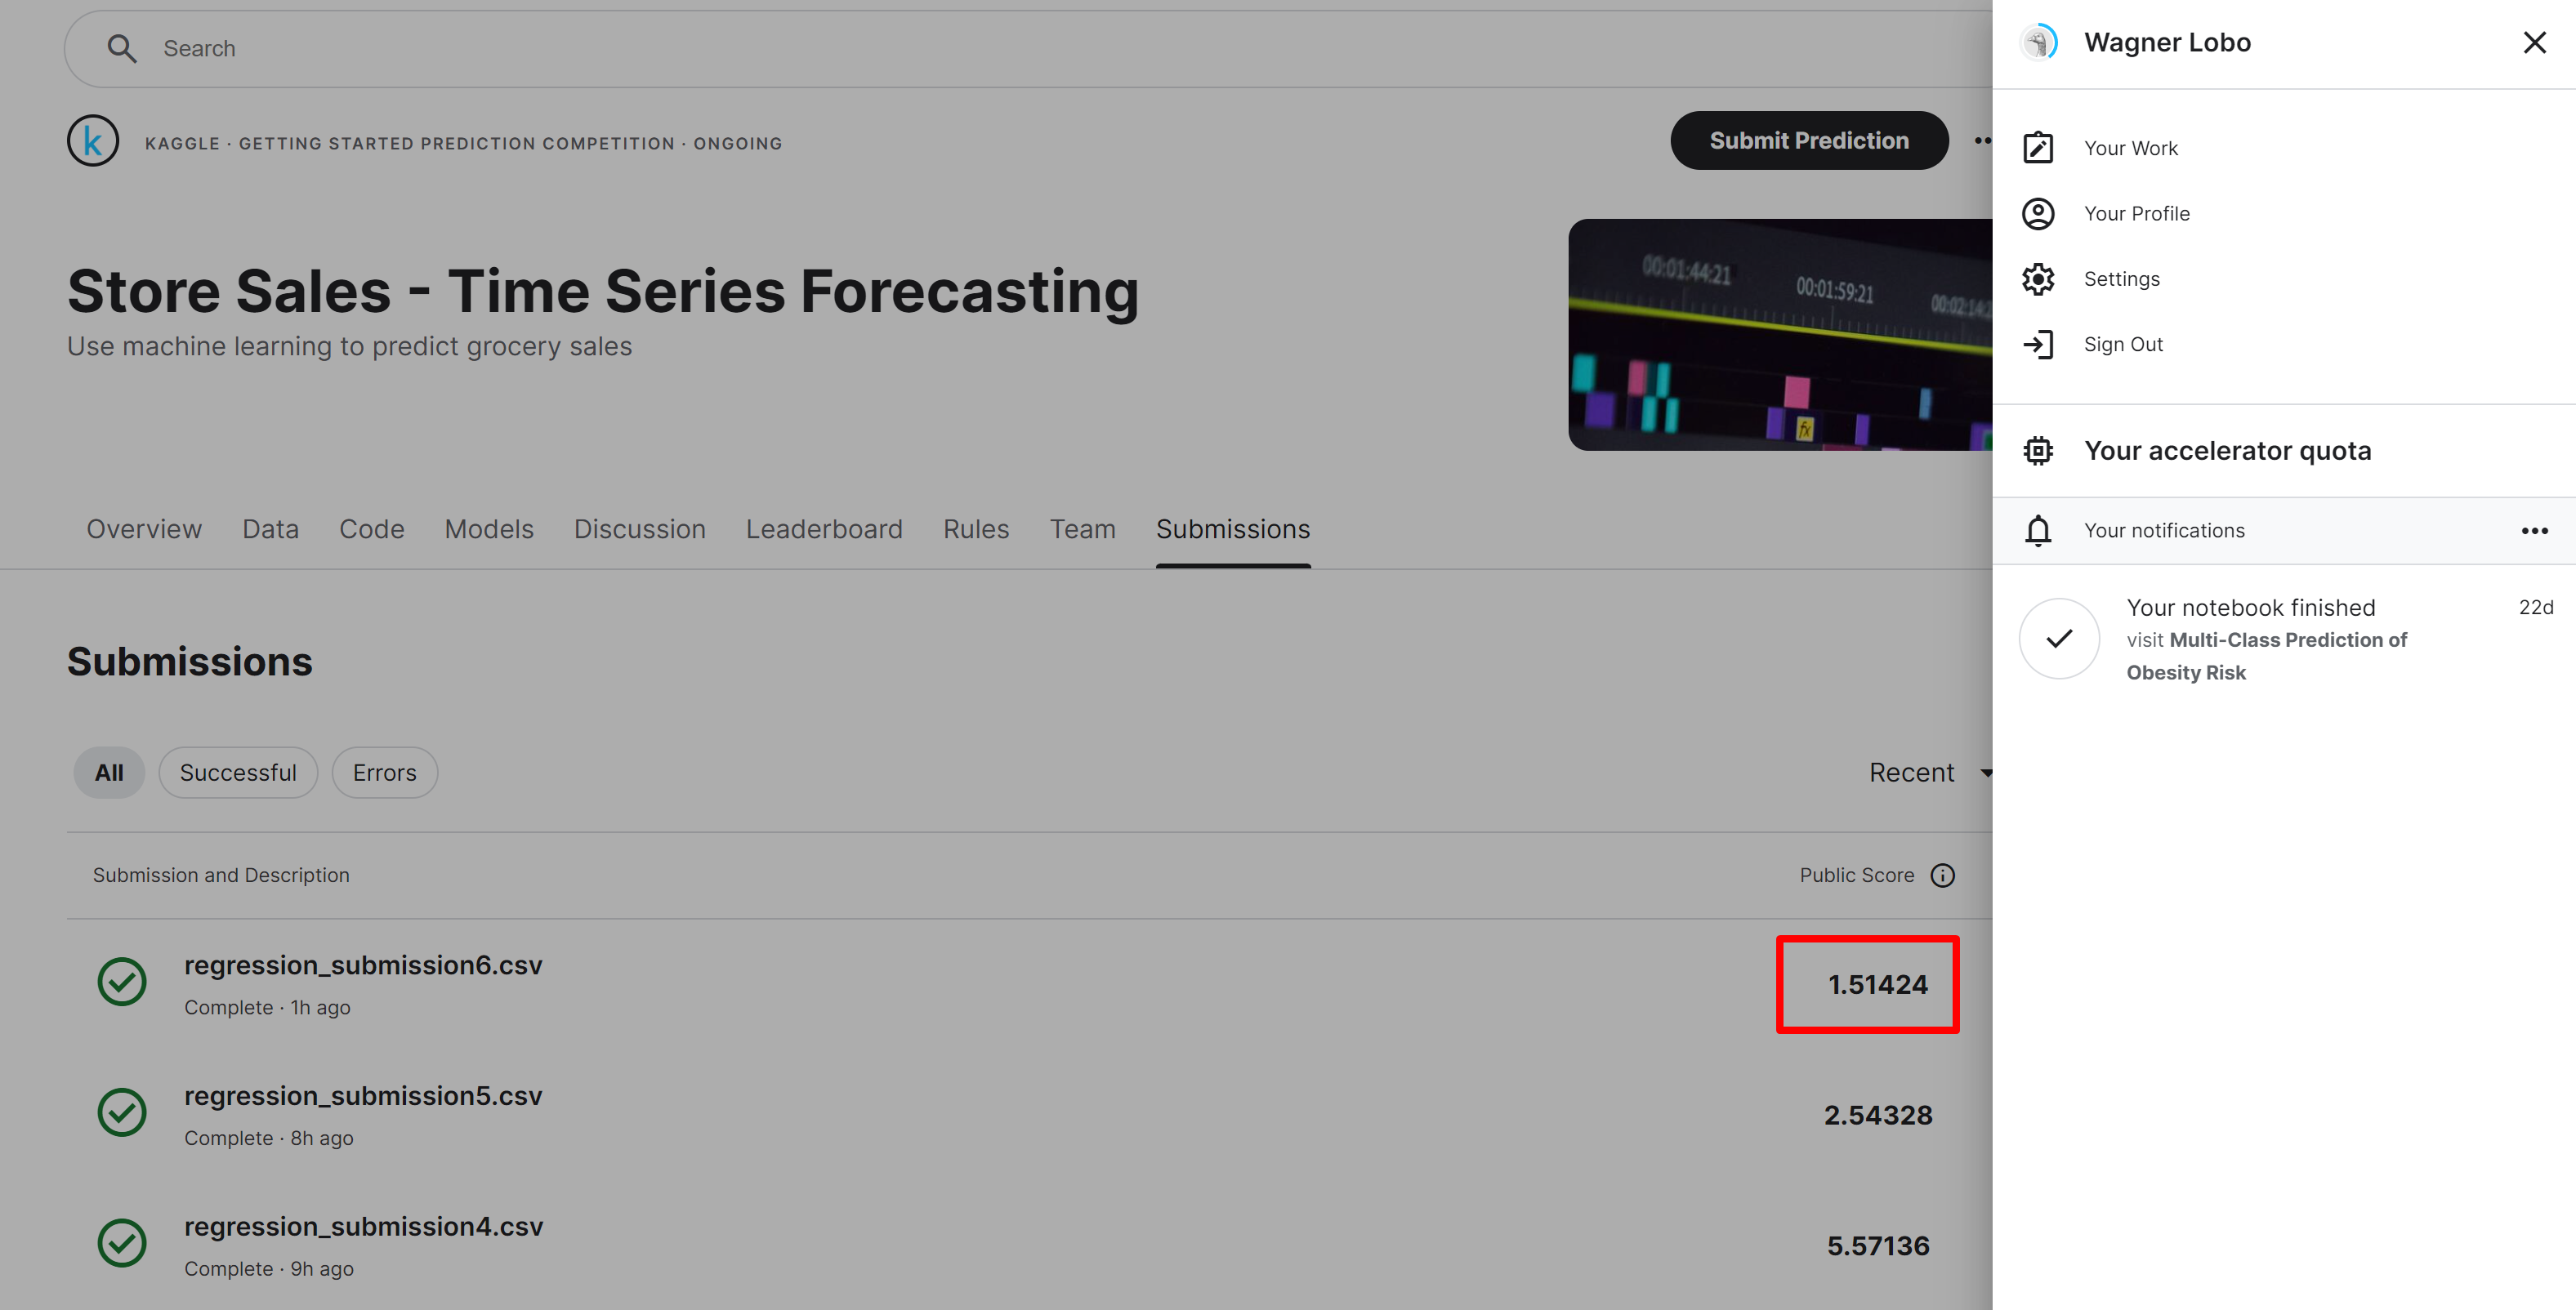 Search
KAGGLE · GETTING STARTED PREDICTION COMPETITION · ONGOING
Submit Prediction
Store Sales - Time Series Forecasting
Use machine learning to predict grocery sales
00:01:44:21
00:01:59:21
fx
Overview Data Code Models Discussion Leaderboard Rules Team Submissions
Submissions
All Successful Errors
Recent
Submission and Description
Public Score
regression_submission6.csv
Complete · 1h ago
1.51424
regression_submission5.csv
Complete · 8h ago
2.54328
regression_submission4.csv
Complete · 9h ago
5.57136
Wagner Lobo
Your Work
Your Profile
Settings
Sign Out
Your accelerator quota
Your notifications
Your notebook finished
22d
visit Multi-Class Prediction of
Obesity Risk